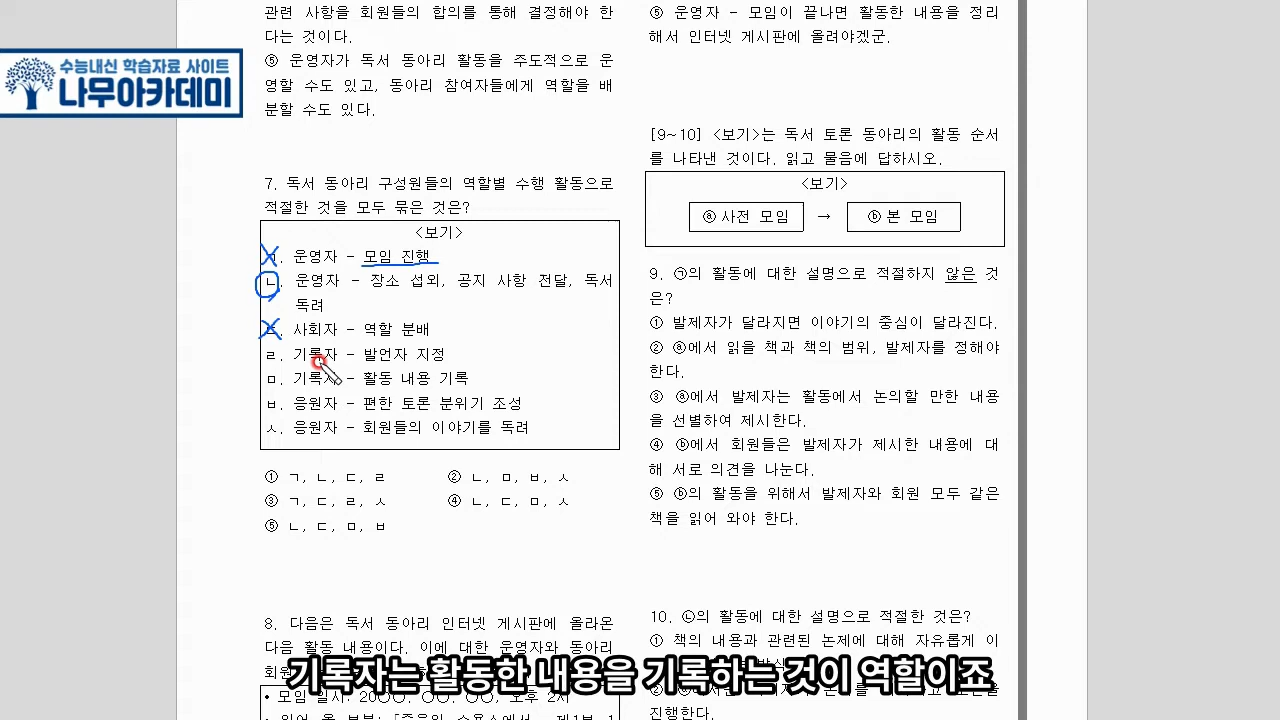 관련 사항을 회원들의 합의를 통해 결정해야 한
다는 것이다.
⑤ 운영자가 독서 동아리 활동을 주도적으로 운
영할 수도 있고, 동아리 참여자들에게 역할을 배
분할 수도 있다.
수능내신 학습자료 사이트
나무아카데미
7. 독서 동아리 구성원들의 역할별 수행 활동으로
적절한 것을 모두 묶은 것은?
<보기>
ㄱ. 운영자 - 모임 진행
ㄴ. 운영자 - 장소 섭외, 공지 사항 전달, 독서
독려
ㄷ. 사회자 - 역할 분배
ㄹ. 기록자 - 발언자 지정
ㅁ. 기록자 - 활동 내용 기록
ㅂ. 응원자 - 편한 토론 분위기 조성
ㅅ. 응원자 - 회원들의 이야기를 독려
① ㄱ, ㄴ, ㄷ, ㄹ ② ㄴ, ㅁ, ㅂ, ㅅ
③ ㄱ, ㄷ, ㄹ, ㅅ ④ ㄴ, ㄷ, ㅁ, ㅅ
⑤ ㄴ, ㄷ, ㅁ, ㅂ
8. 다음은 독서 동아리 인터넷 게시판에 올라온
다음 활동 내용이다. 이에 대한 운영자와 동아리
회원
• 모임 일시: 20○○. ○○. ○○, 오후
⑤ 운영자 - 모임이 끝나면 활동한 내용을 정리
해서 인터넷 게시판에 올려야겠군.
[9~10] <보기>는 독서 토론 동아리의 활동 순서
를 나타낸 것이다. 읽고 물음에 답하시오.
<보기>
ⓐ 사전 모임 → ⓑ 본 모임
9. ㉠의 활동에 대한 설명으로 적절하지 않은 것
은?
① 발제자가 달라지면 이야기의 중심이 달라진다.
② ⓐ에서 읽을 책과 책의 범위, 발제자를 정해야
한다.
③ ⓐ에서 발제자는 활동에서 논의할 만한 내용
을 선별하여 제시한다.
④ ⓑ에서 회원들은 발제자가 제시한 내용에 대
해 서로 의견을 나눈다.
⑤ ⓑ의 활동을 위해서 발제자와 회원 모두 같은
책을 읽어 와야 한다.
10. ㉡의 활동에 대한 설명으로 적절한 것은?
① 책의 내용과 관련된 논제에 대해 자유롭게 이
진행한다.
기록자는 활동한 내용을 기록하는 것이 역할이죠